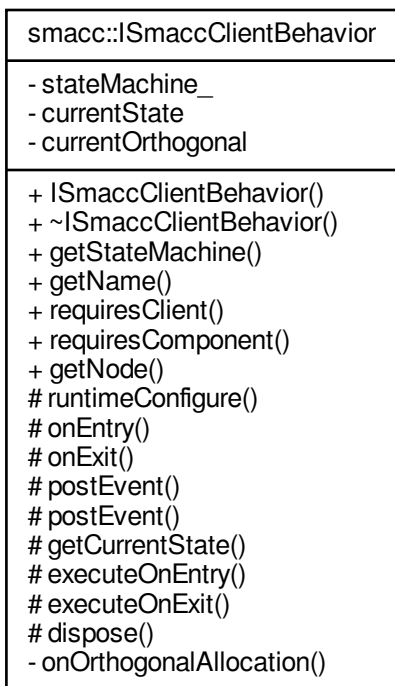 smacc::ISmaccClientBehavior
- stateMachine_
- currentState
- currentOrthogonal
+ ISmaccClientBehavior()
+ ~ISmaccClientBehavior()
+ getStateMachine()
+ getName()
+ requiresClient()
+ requiresComponent()
+ getNode()
# runtimeConfigure()
# onEntry()
# onExit()
# postEvent()
# postEvent()
# getCurrentState()
# executeOnEntry()
# executeOnExit()
# dispose()
- onOrthogonalAllocation()